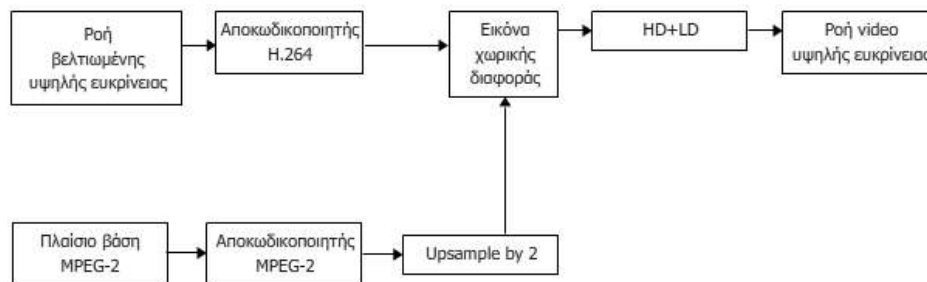 Ροή
βελτιωμένης
υψηλής ευκρίνειας
Αποκωδικοποιητής
H.264
Εικόνα
χωρικής
διαφοράς
HD+LD
Ροή video
υψηλής ευκρίνειας
Πλαίσιο βάση
MPEG-2
Αποκωδικοποιητής
MPEG-2
Upsample by 2